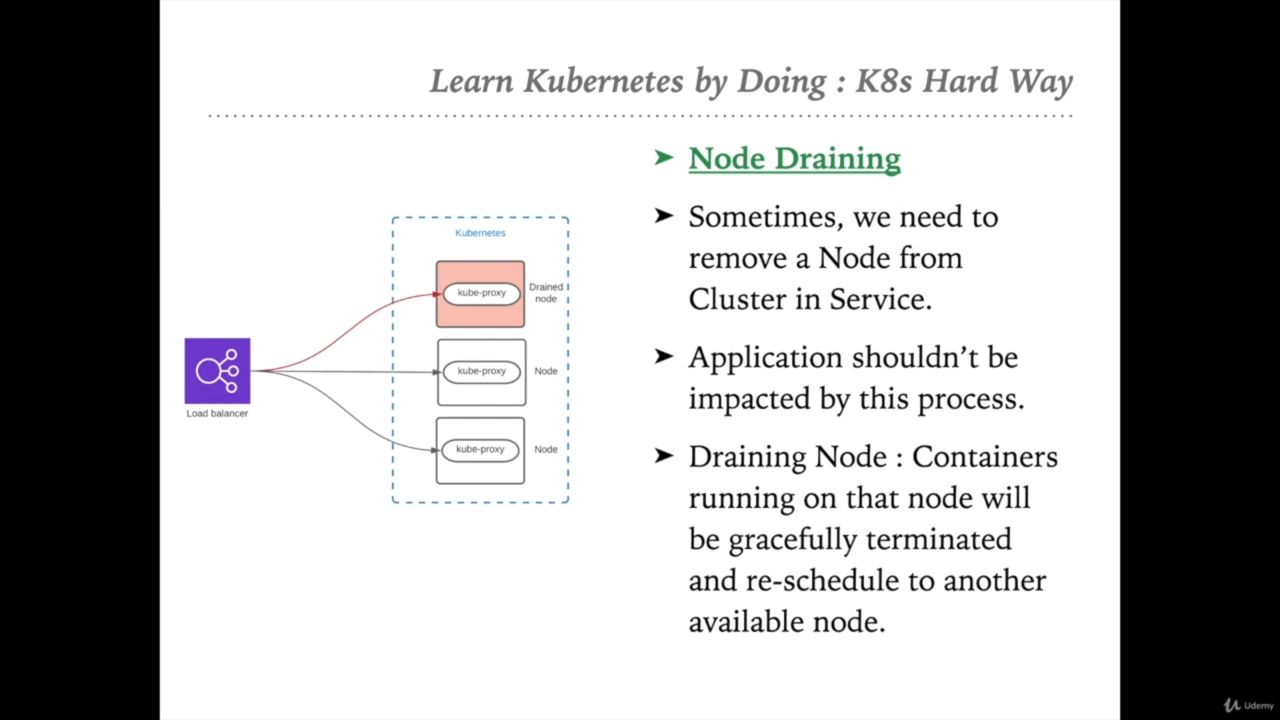 Learn Kubernetes by Doing : K8s Hard Way
Kubernetes
kube-proxy
Drained
node
kube-proxy
Node
kube-proxy
Node
Load balancer
Node Draining
Sometimes, we need to
remove a Node from
Cluster in Service.
Application shouldn’t be
impacted by this process.
Draining Node : Containers
running on that node will
be gracefully terminated
and re-schedule to another
available node.
Udemy